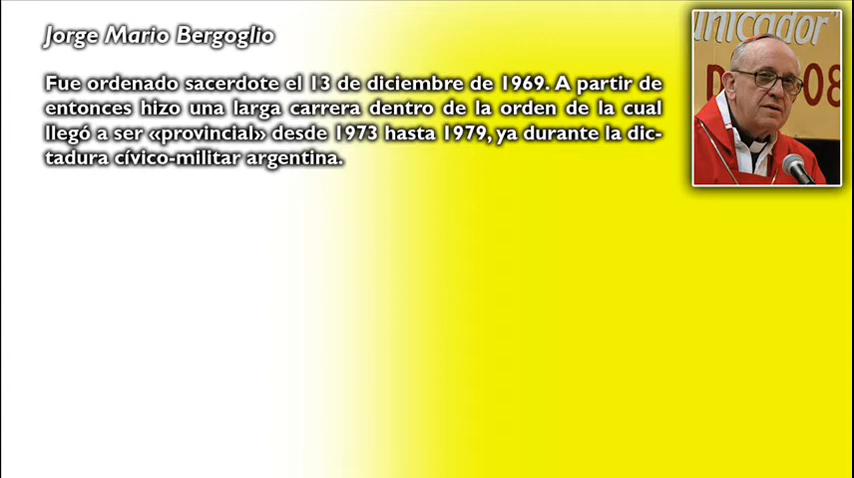 Jorge Mario Bergoglio
Fue ordenado sacerdote el 13 de diciembre de 1969. A partir de
entonces hizo una larga carrera dentro de la orden de la cual
llegó a ser «provincial» desde 1973 hasta 1979, ya durante la dic-
tadura cívico-militar argentina.
unicador"
08